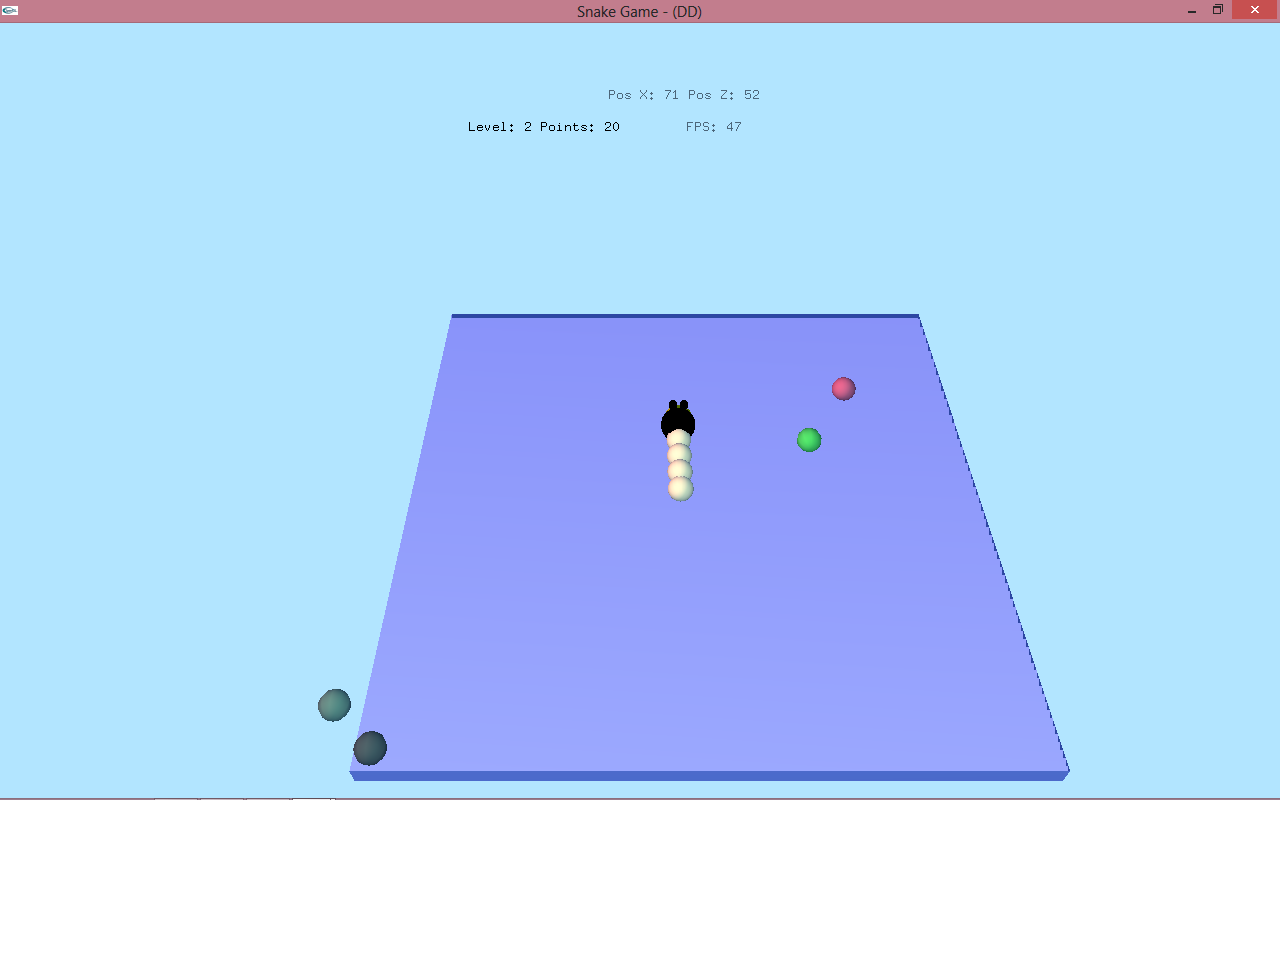 Snake Game - (DD)
Pos X: 71 Pos Z: 52
Level: 2 Points: 20 FPS: 47